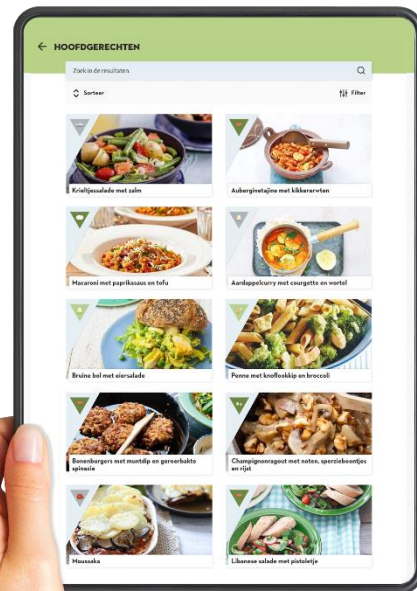 HOOFDGERECHTEN
Zoek in de resultaten
Sorteer
Filter
Krieltjessalade met zalm
Auberginetajine met kikkererwten
Macaroni met paprikasaus en tofu
Aardappelcurry met courgette en wortel
Bruine bol met eiersalade
Penne met knoflookkip en broccoli
Bonenburgers met muntdip en geroerbakte
spinazie
Champignonragout met noten, sperzieboontjes
en rijst
Moussaka
Libanese salade met pistoletje